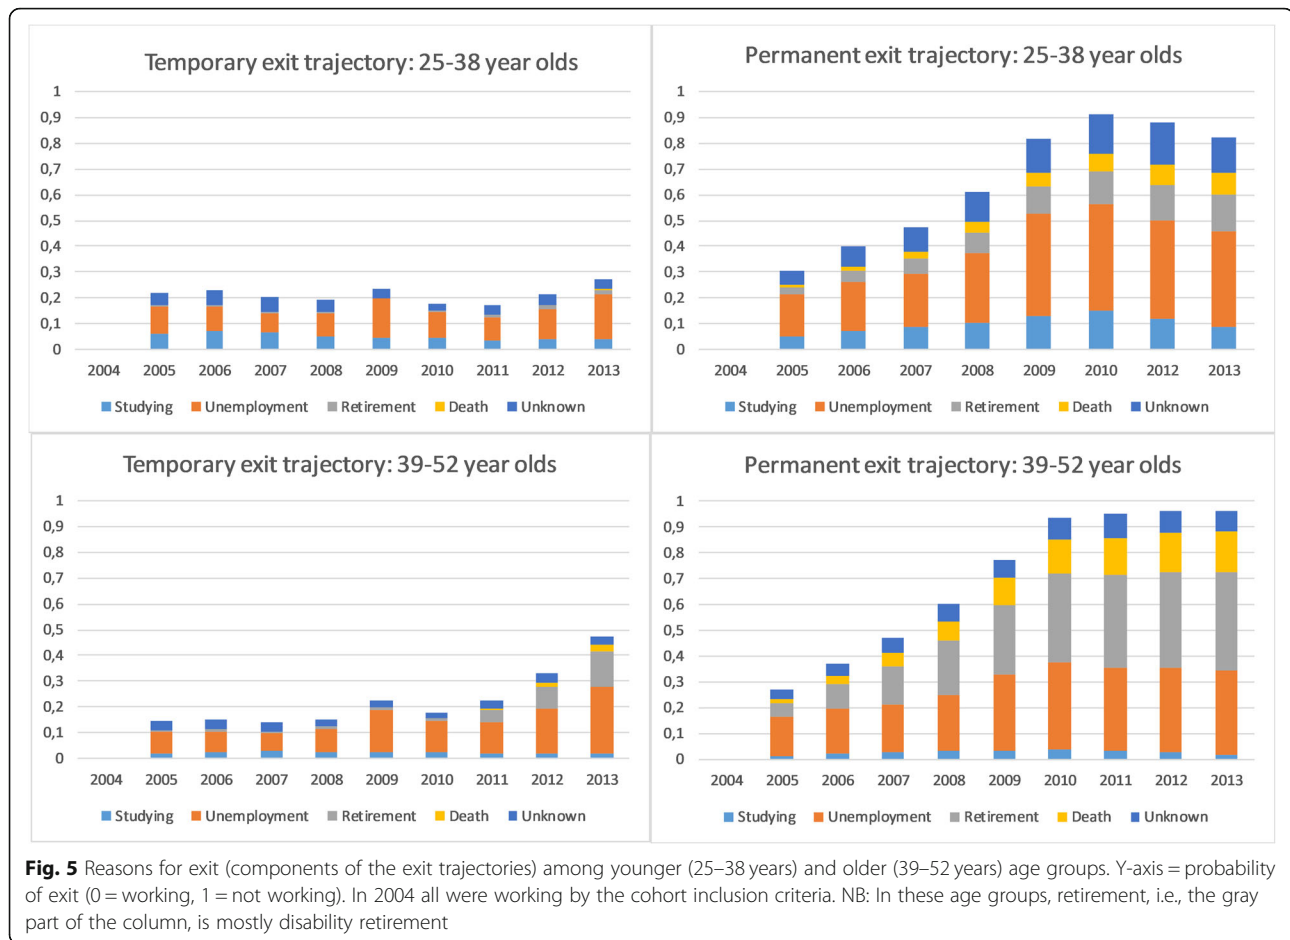 Temporary exit trajectory: 25-38 year olds
1
0,9
0,8
0,7
0,6
0,5
0,4
0,3
0,2
0,1
0
2004 2005 2006 2007 2008 2009 2010 2011 2012 2013
Studying Unemployment Retirement Death Unknown
Permanent exit trajectory: 25-38 year olds
1
0,9
0,8
0,7
0,6
0,5
0,4
0,3
0,2
0,1
0
2004 2005 2006 2007 2008 2009 2010 2012 2013
Studying Unemployment Retirement Death Unknown
Temporary exit trajectory: 39-52 year olds
1
0,9
0,8
0,7
0,6
0,5
0,4
0,3
0,2
0,1
0
2004 2005 2006 2007 2008 2009 2010 2011 2012 2013
Studying Unemployment Retirement Death Unknown
Permanent exit trajectory: 39-52 year olds
1
0,9
0,8
0,7
0,6
0,5
0,4
0,3
0,2
0,1
0
2004 2005 2006 2007 2008 2009 2010 2011 2012 2013
Studying Unemployment Retirement Death Unknown
Fig. 5 Reasons for exit (components of the exit trajectories) among younger (25–38 years) and older (39–52 years) age groups. Y-axis = probability
of exit (0 = working, 1 = not working). In 2004 all were working by the cohort inclusion criteria. NB: In these age groups, retirement, i.e., the gray
part of the column, is mostly disability retirement